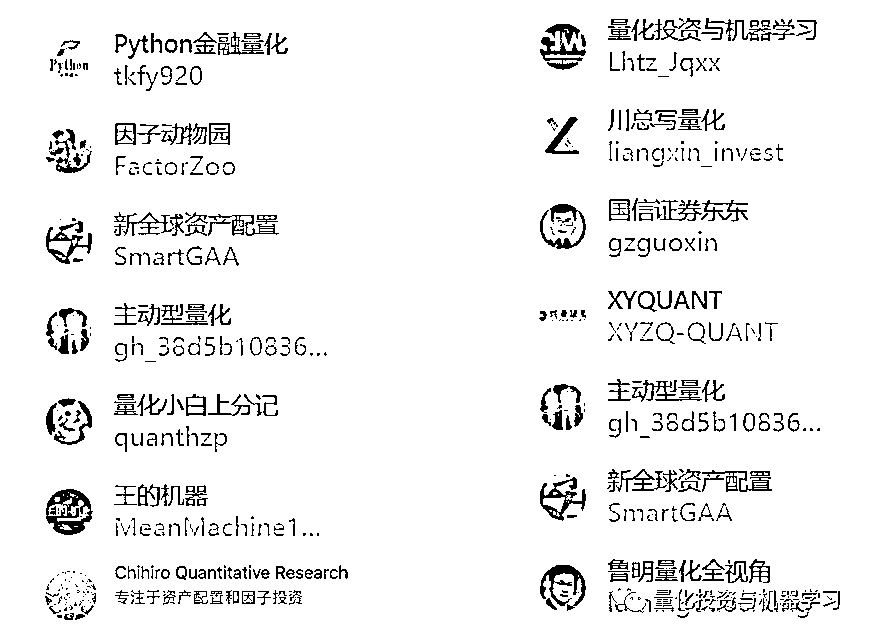 Python金融量化
tkfy920
因子动物园
FactorZoo
新全球资产配置
SmartGAA
主动型量化
gh_38d5b10836...
量化小白上分记
quanthzp
王的机器
MeanMachine1...
Chihiro Quantitative Research
专注于资产配置和因子投资
量化投资与机器学习
Lhtz_Jqxx
川总写量化
liangxin_invest
国信证券东东
gzguoxin
XYQUANT
XYZQ-QUANT
主动型量化
gh_38d5b10836...
新全球资产配置
SmartGAA
鲁明量化全视角
量化投资与机器学习
Python